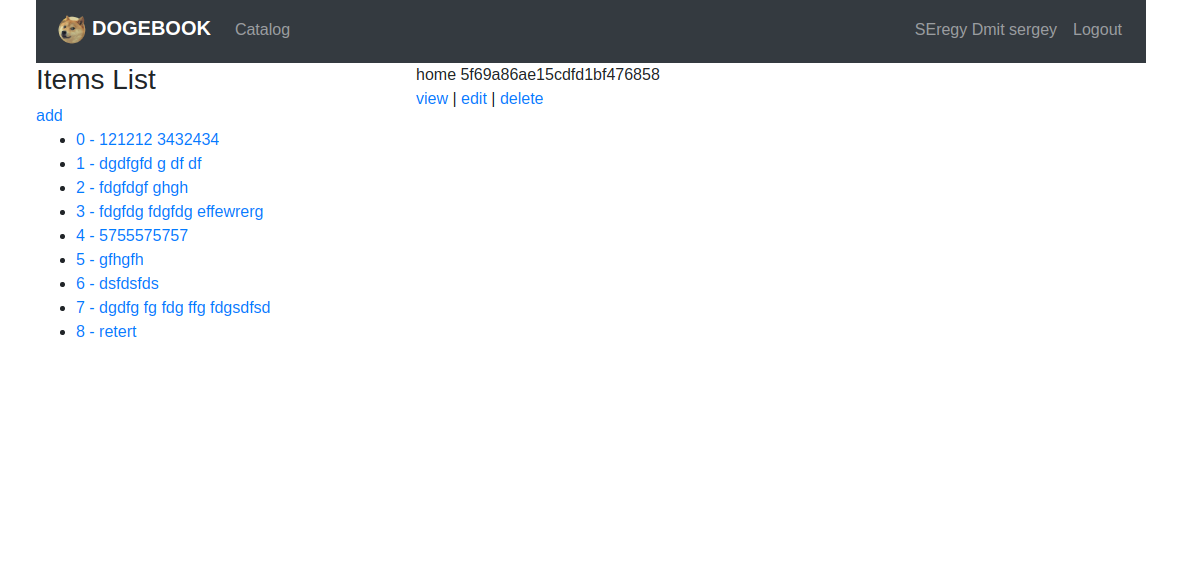 DOGEBOOK Catalog SEregy Dmit sergey Logout
Items List
add
0 - 121212 3432434
1 - dgdfgfd g df df
2 - fdgfdgf ghgh
3 - fdgfdg fdgfdg effewrerg
4 - 5755575757
5 - gfhgfh
6 - dsfdsfds
7 - dgdfg fg fdg ffg fdgsdfsd
8 - retert
home 5f69a86ae15cdfd1bf476858
view | edit | delete